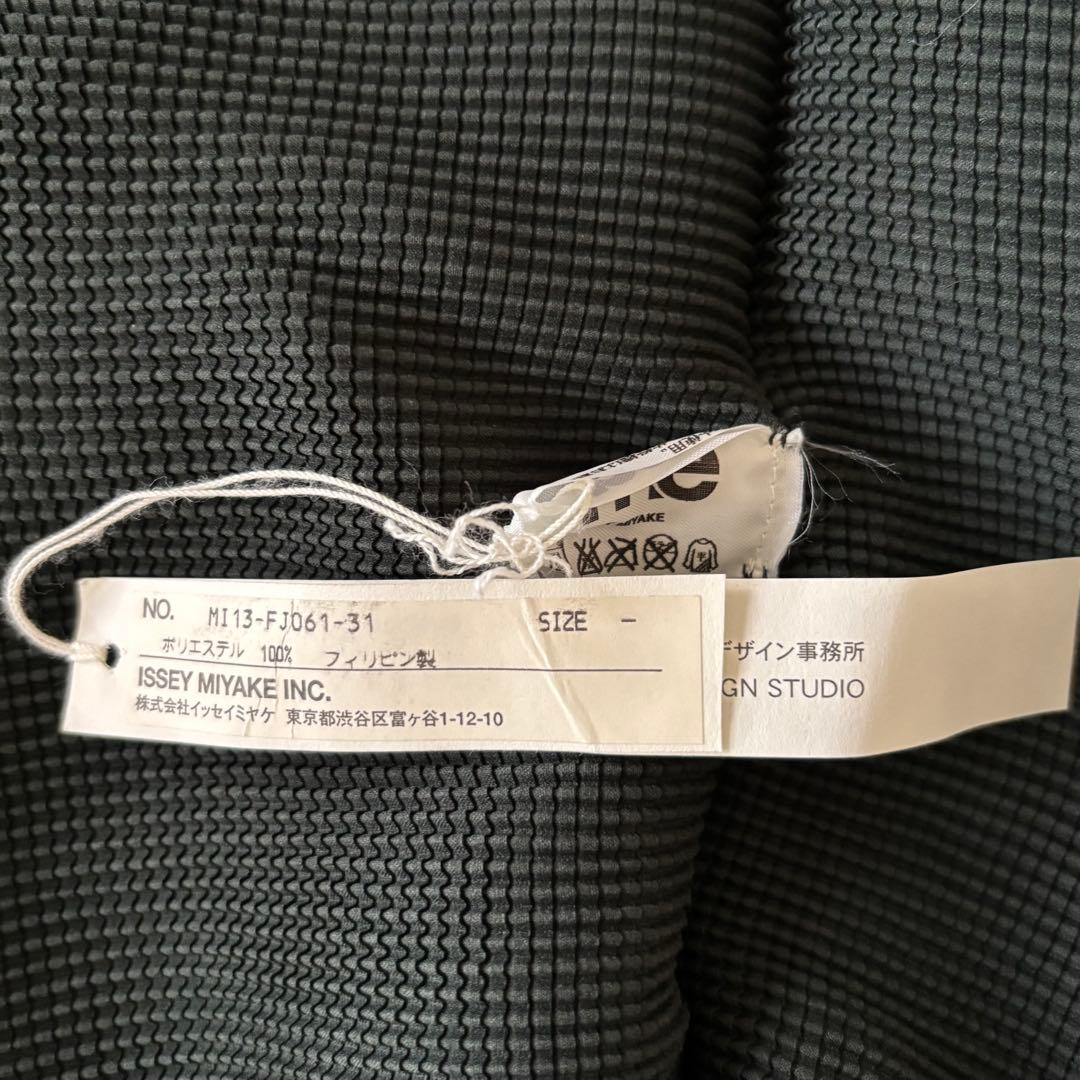 me
MIYAKE
NO. MI13-FJ061-31 SIZE -
ポリエステル 100% フィリピン製
ISSEY MIYAKE INC.
株式会社イッセイミヤケ 東京都渋谷区富ヶ谷1-12-10
デザイン事務所
GN STUDIO